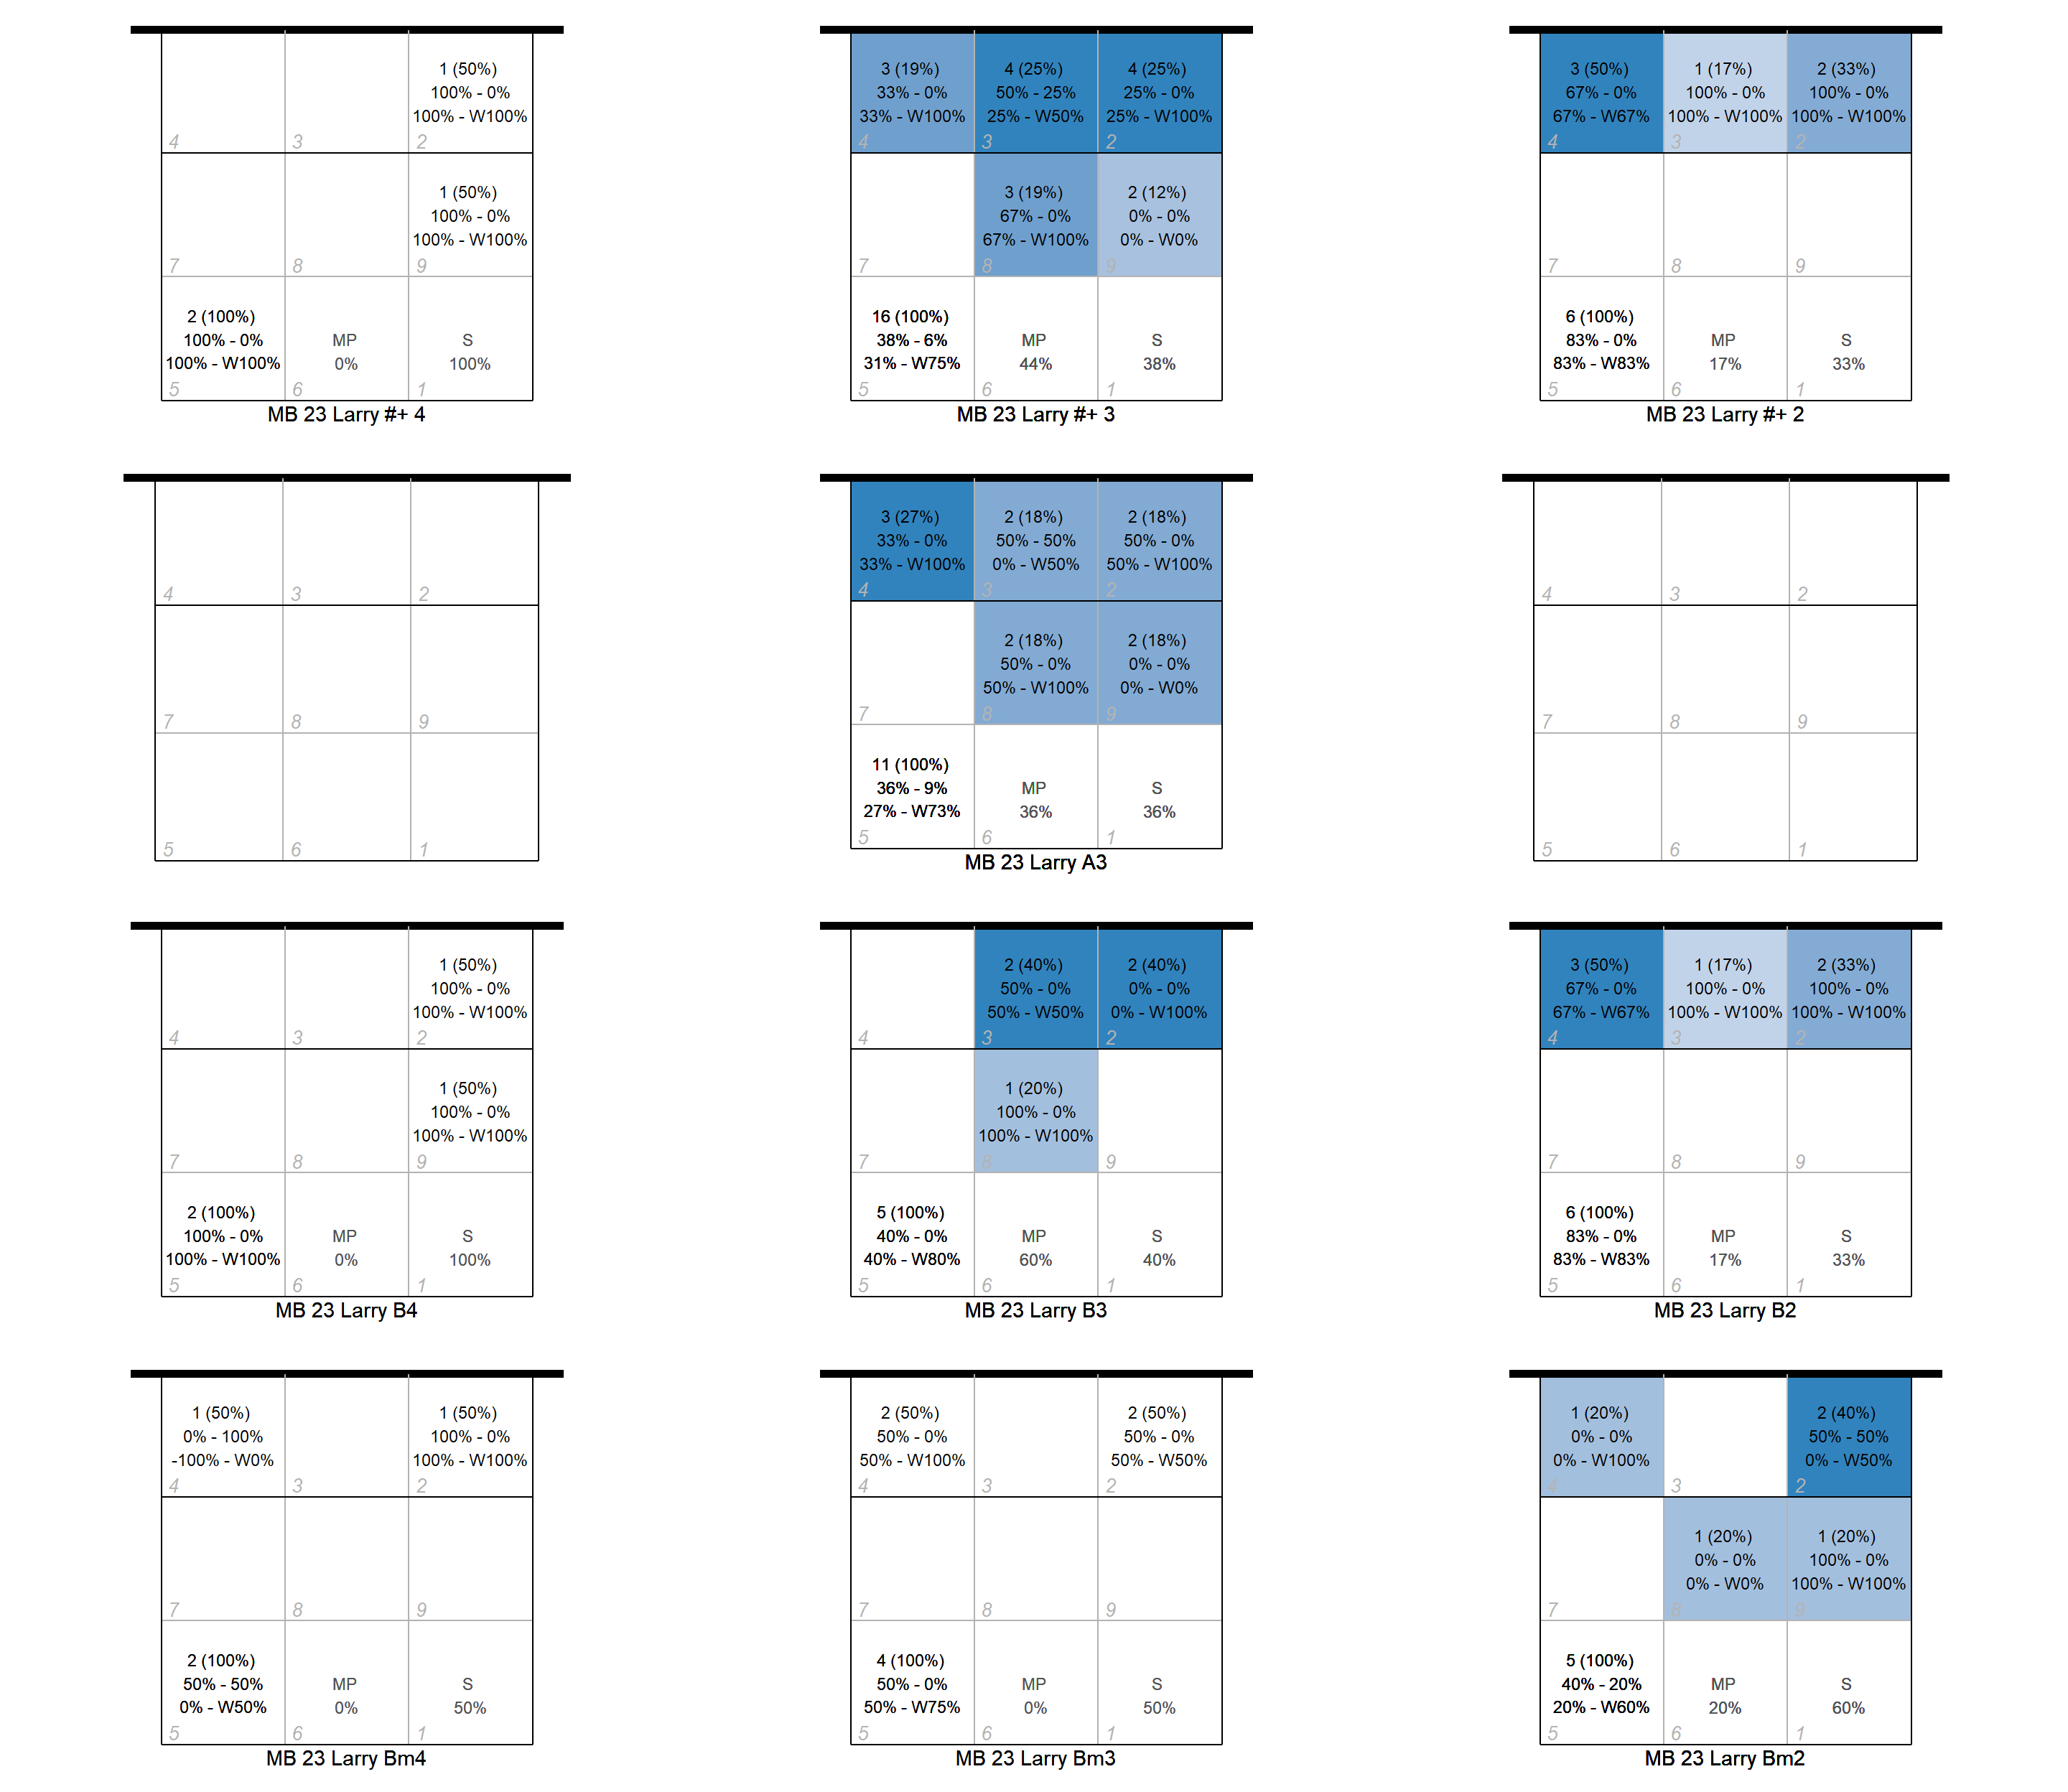 1 (50%)
100% - 0%
100% - W100%
4 3 2
1 (50%)
100% - 0%
100% - W100%
7 8 9
2 (100%)
100% - 0% MP S
100% - W100% 0% 100%
5 6 1
MB 23 Larry #+ 4
3 (19%) 4 (25%) 4 (25%)
33% - 0% 50% - 25% 25% - 0%
33% - W100% 25% - W50% 25% - W100%
4 3 2
3 (19%) 2 (12%)
67% - 0% 0% - 0%
67% - W100% 0% - W0%
7 8 9
16 (100%)
38% - 6% MP S
31% - W75% 44% 38%
5 6 1
MB 23 Larry #+ 3
3 (50%) 1 (17%) 2 (33%)
67% - 0% 100% - 0% 100% - 0%
67% - W67% 100% - W100% 100% - W100%
4 3 2
7 8 9
6 (100%)
83% - 0% MP S
83% - W83% 17% 33%
5 6 1
MB 23 Larry #+ 2
4 3 2
7 8 9
5 6 1
3 (27%) 2 (18%) 2 (18%)
33% - 0% 50% - 50% 50% - 0%
33% - W100% 0% - W50% 50% - W100%
4 3 2
2 (18%) 2 (18%)
50% - 0% 0% - 0%
50% - W100% 0% - W0%
7 8 9
11 (100%)
36% - 9% MP S
27% - W73% 36% 36%
5 6 1
MB 23 Larry A3
4 3 2
7 8 9
5 6 1
1 (50%)
100% - 0%
100% - W100%
4 3 2
1 (50%)
100% - 0%
100% - W100%
7 8 9
2 (100%)
100% - 0% MP S
100% - W100% 0% 100%
5 6 1
MB 23 Larry B4
2 (40%) 2 (40%)
50% - 0% 0% - 0%
50% - W50% 0% - W100%
4 3 2
1 (20%)
100% - 0%
100% - W100%
7 8 9
5 (100%)
40% - 0% MP S
40% - W80% 60% 40%
5 6 1
MB 23 Larry B3
3 (50%) 1 (17%) 2 (33%)
67% - 0% 100% - 0% 100% - 0%
67% - W67% 100% - W100% 100% - W100%
4 3 2
7 8 9
6 (100%)
83% - 0% MP S
83% - W83% 17% 33%
5 6 1
MB 23 Larry B2
1 (50%) 1 (50%)
0% - 100% 100% - 0%
-100% - W0% 100% - W100%
4 3 2
7 8 9
2 (100%)
50% - 50% MP S
0% - W50% 0% 50%
5 6 1
MB 23 Larry Bm4
2 (50%) 2 (50%)
50% - 0% 50% - 0%
50% - W100% 50% - W50%
4 3 2
7 8 9
4 (100%)
50% - 0% MP S
50% - W75% 0% 50%
5 6 1
MB 23 Larry Bm3
1 (20%) 2 (40%)
0% - 0% 50% - 50%
0% - W100% 0% - W50%
4 3 2
1 (20%) 1 (20%)
0% - 0% 100% - 0%
0% - W0% 100% - W100%
7 8 9
5 (100%)
40% - 20% MP S
20% - W60% 20% 60%
5 6 1
MB 23 Larry Bm2